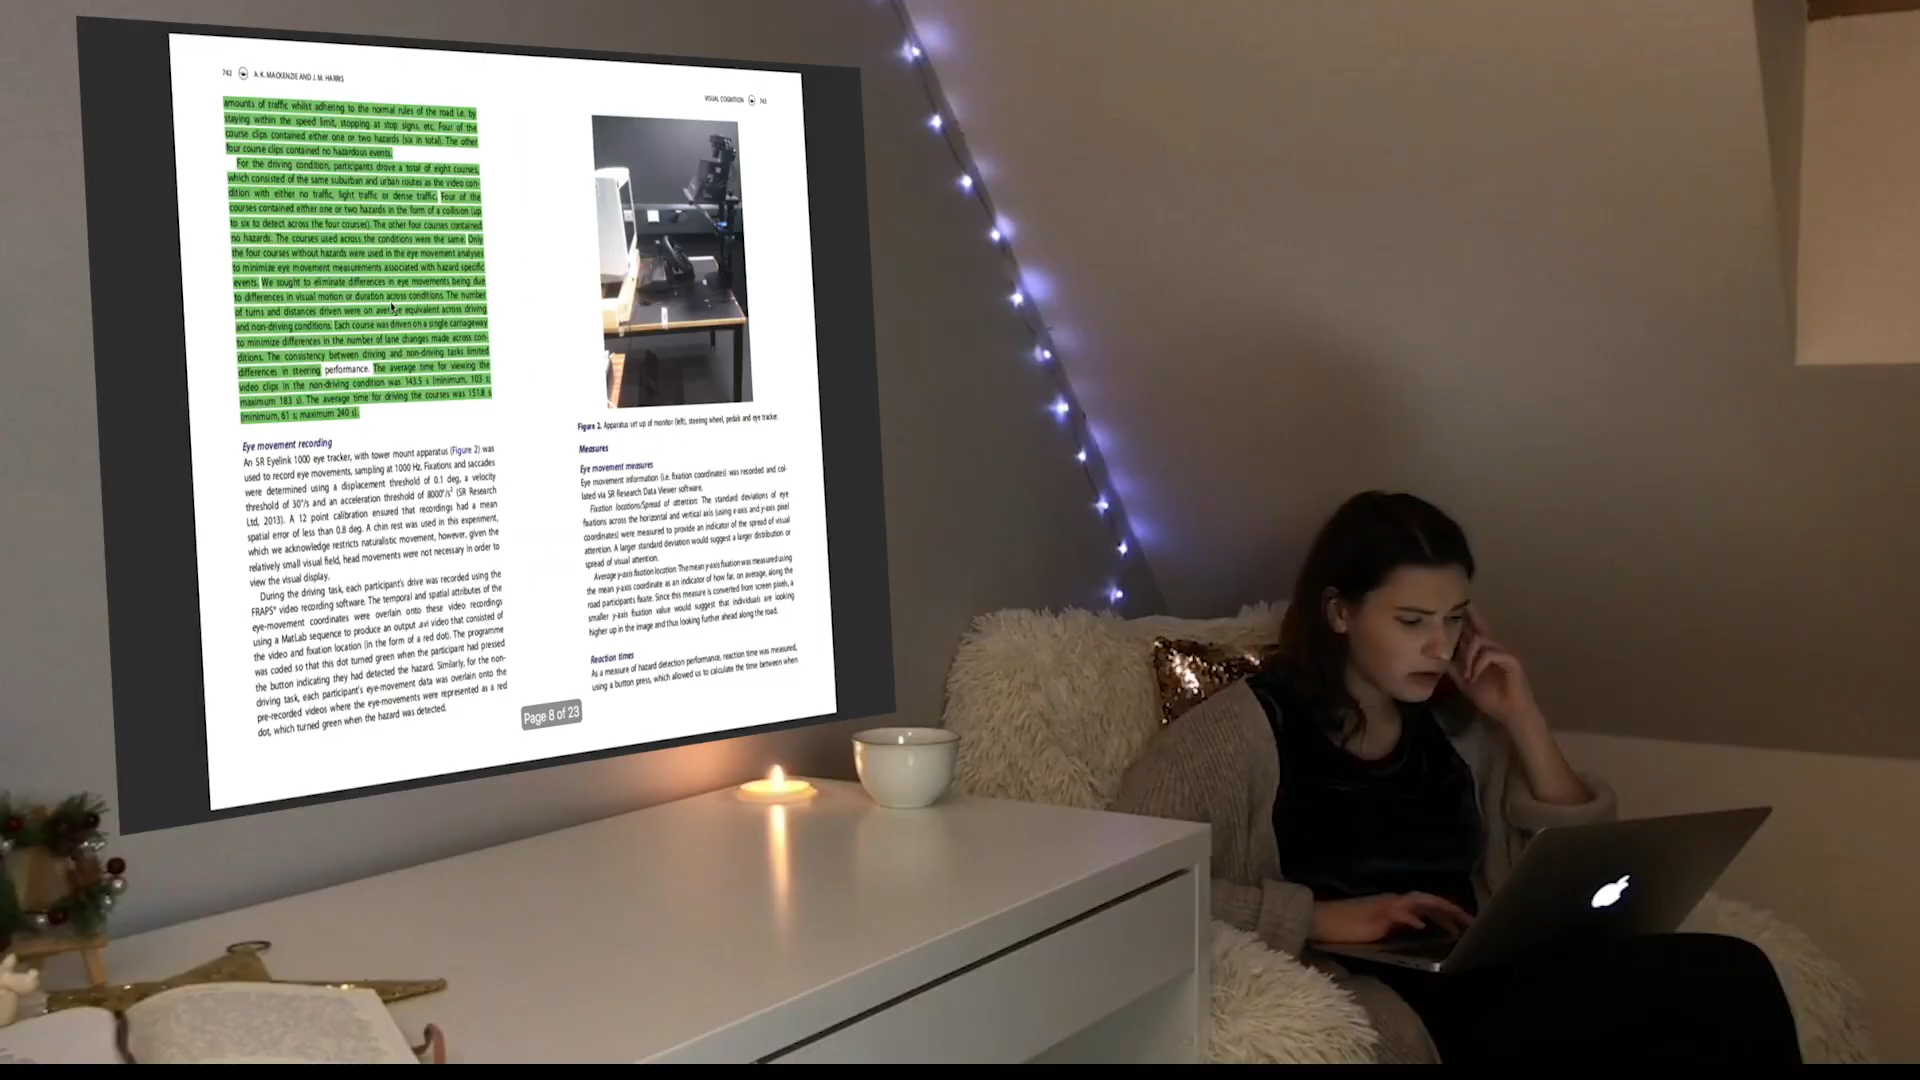 742 A. K. MACKENZIE AND J. M. HARRIS
amounts of traffic whilst adhering to the normal rules of the road i.e. by
staying within the speed limit, stopping at stop signs, etc. Four of the
course clips contained either one or two hazards (six in total). The other
four course clips contained no hazardous events.
For the driving condition, participants drove a total of eight courses,
which consisted of the same suburban and urban routes as the video con-
dition with either no traffic, light traffic or dense traffic. Four of the
courses contained either one or two hazards in the form of a collision (up
to six to detect across the four courses). The other four courses contained
no hazards. The courses used across the conditions were the same. Only
the four courses without hazards were used in the eye movement analyses
to minimize eye movement measurements associated with hazard specific
events. We sought to eliminate differences in eye movements being due
to differences in visual motion or duration across conditions. The number
of turns and distances driven were on average equivalent across driving
and non-driving conditions. Each course was driven on a single carriageway
to minimize differences in the number of lane changes made across con-
ditions. The consistency between driving and non-driving tasks limited
differences in steering performance. The average time for viewing the
video clips in the non-driving condition was 143.5 s (minimum, 103 s;
maximum 183 s). The average time for driving the courses was 151.8 s
(minimum, 61 s; maximum 240 s).
Eye movement recording
An SR Eyelink 1000 eye tracker, with tower mount apparatus (Figure 2) was
used to record eye movements, sampling at 1000 Hz. Fixations and saccades
were determined using a displacement threshold of 0.1 deg, a velocity
threshold of 30°/s and an acceleration threshold of 8000°/s² (SR Research
Ltd, 2013). A 12 point calibration ensured that recordings had a mean
spatial error of less than 0.8 deg. A chin rest was used in this experiment,
which we acknowledge restricts naturalistic movement, however, given the
relatively small visual field, head movements were not necessary in order to
view the visual display.
During the driving task, each participant's drive was recorded using the
FRAPS® video recording software. The temporal and spatial attributes of the
eye-movement coordinates were overlain onto these video recordings
using a MatLab sequence to produce an output .avi video that consisted of
the video and fixation location (in the form of a red dot). The programme
was coded so that this dot turned green when the participant had pressed
the button indicating they had detected the hazard. Similarly, for the non-
driving task, each participant's eye-movement data was overlain onto the
pre-recorded videos where the eye-movements were represented as a red
dot, which turned green when the hazard was detected.
VISUAL COGNITION 743
Figure 2. Apparatus set up of monitor (left), steering wheel, pedals and eye tracker.
Measures
Eye movement measures
Eye movement information (i.e. fixation coordinates) was recorded and col-
lated via SR Research Data Viewer software.
Fixation locations/Spread of attention: The standard deviations of eye
fixations across the horizontal and vertical axis (using x-axis and y-axis pixel
coordinates) were measured to provide an indicator of the spread of visual
attention. A larger standard deviation would suggest a larger distribution or
spread of visual attention.
Average y-axis fixation location: The mean y-axis fixation was measured using
the mean y-axis coordinate as an indicator of how far, on average, along the
road participants fixate. Since this measure is converted from screen pixels, a
smaller y-axis fixation value would suggest that individuals are looking
higher up in the image and thus looking further ahead along the road.
Reaction times
As a measure of hazard detection performance, reaction time was measured,
using a button press, which allowed us to calculate the time between when
Page 8 of 23